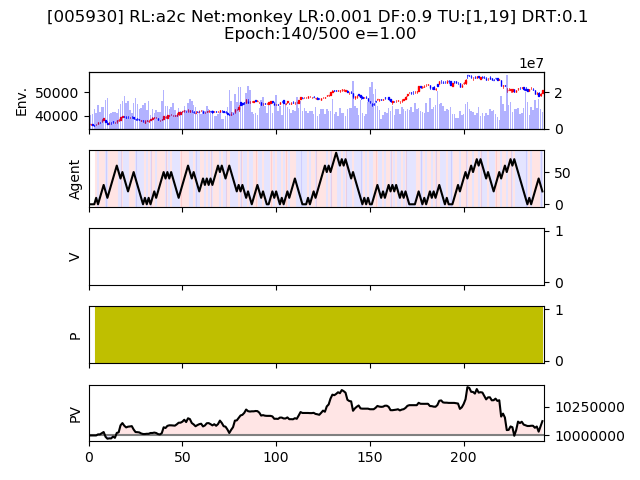 [005930] RL:a2c Net:monkey LR:0.001 DF:0.9 TU:[1,19] DRT:0.1
Epoch:140/500 e=1.00
1e7
Env.
50000
40000
2
0
Agent
50
0
V
1
0
P
1
0
PV
10250000
10000000
0 50 100 150 200